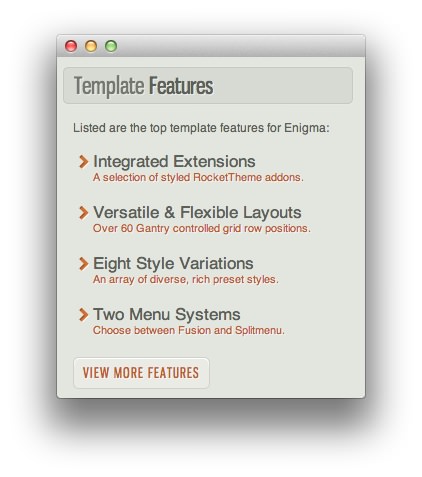 Template Features
Listed are the top template features for Enigma:
Integrated Extensions
A selection of styled RocketTheme addons.
Versatile & Flexible Layouts
Over 60 Gantry controlled grid row positions.
Eight Style Variations
An array of diverse, rich preset styles.
Two Menu Systems
Choose between Fusion and Splitmenu.
VIEW MORE FEATURES